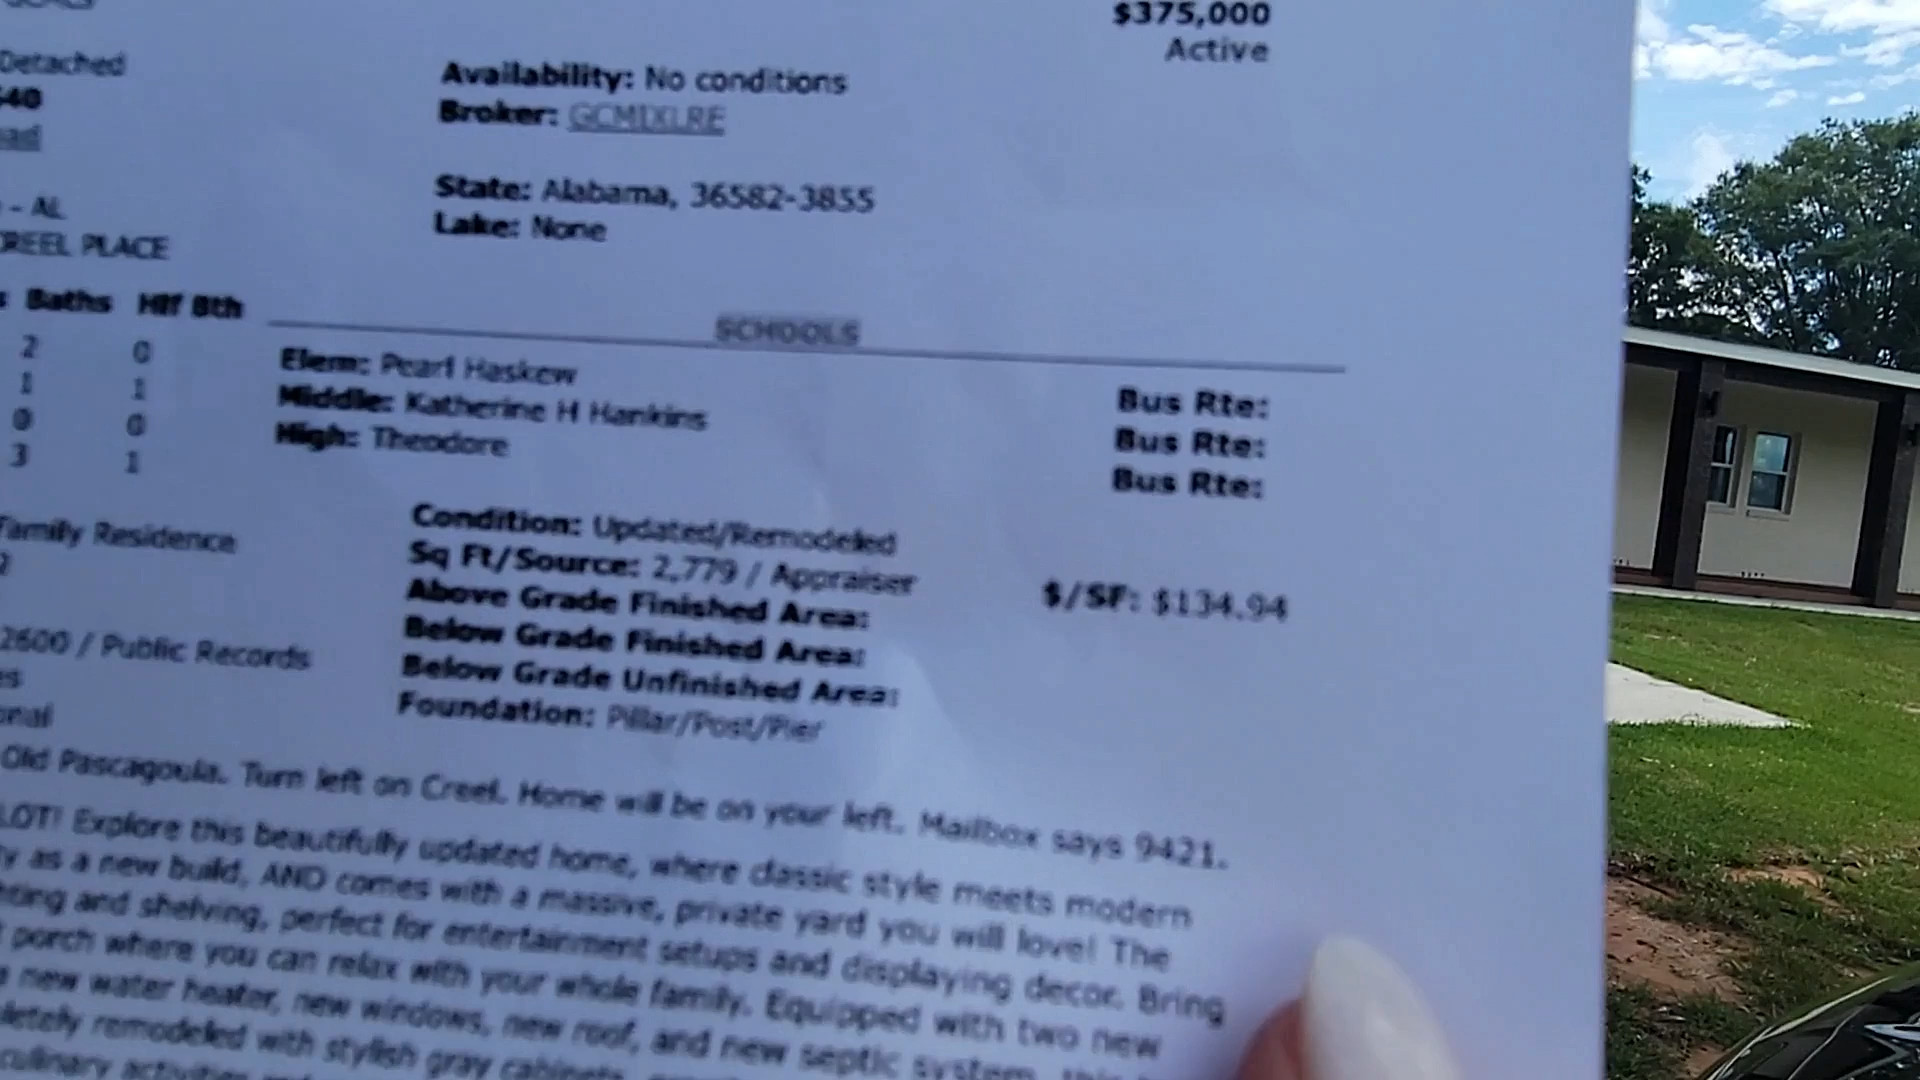 $375,000
Active
Detached
Availability: No conditions
Broker: GCMIXLRE
State: Alabama, 36582-3855
- AL
Lake: None
REEL PLACE
Baths Hlf Bth
SCHOOLS
2 0
Elem: Pearl Haskew
Bus Rte:
1 1
Middle: Katherine H Hankins
Bus Rte:
0 0
High: Theodore
Bus Rte:
3 1
Family Residence
Condition: Updated/Remodeled
Sq Ft/Source: 2,779 / Appraiser
$/SF: $134.94
Above Grade Finished Area:
2600 / Public Records
Below Grade Finished Area:
Below Grade Unfinished Area:
Foundation: Pillar/Post/Pier
Old Pascagoula. Turn left on Creel. Home will be on your left. Mailbox says 9421.
LOT! Explore this beautifully updated home, where classic style meets modern
as a new build, AND comes with a massive, private yard you will love! The
and shelving, perfect for entertainment setups and displaying decor. Bring
porch where you can relax with your whole family. Equipped with two new
new water heater, new windows, new roof, and new septic system,
remodeled with stylish gray cabinets,
culinary activities